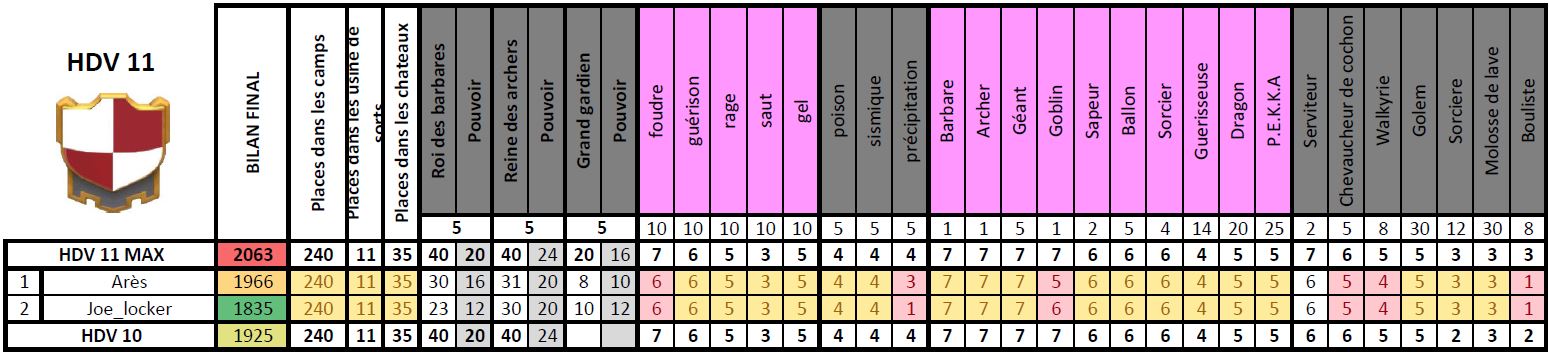 HDV 11
BILAN FINAL
Places dans les camps
Places dans les usine de
sorts
Places dans les chateaux
Roi des barbares
Pouvoir
Reine des archers
Pouvoir
Grand gardien
Pouvoir
foudre
guérison
rage
saut
gel
poison
sismique
précipitation
Barbare
Archer
Géant
Goblin
Sapeur
Ballon
Sorcier
Guerisseuse
Dragon
P.E.K.K.A
Serviteur
Chevaucheur de cochon
Walkyrie
Golem
Sorciere
Molosse de lave
Bouliste
5 5 5 10 10 10 10 10 5 5 5 1 1 5 1 2 5 4 14 20 25 2 5 8 30 12 30 8
HDV 11 MAX 2063 240 11 35 40 20 40 24 20 16 7 6 5 3 5 4 4 4 7 7 7 7 6 6 6 4 5 5 7 6 5 5 3 3 3
1 Arès 1966 240 11 35 30 16 31 20 8 10 6 6 5 3 5 4 4 3 7 7 7 5 6 6 6 4 5 5 6 5 4 5 3 3 1
2 Joe_locker 1835 240 11 35 23 12 30 20 10 12 6 6 5 3 5 4 4 1 7 7 7 6 6 6 6 4 5 5 6 5 4 5 3 3 1
HDV 10 1925 240 11 35 40 20 40 24 7 6 5 3 5 4 4 4 7 7 7 7 6 6 6 4 5 5 6 6 5 5 2 3 2